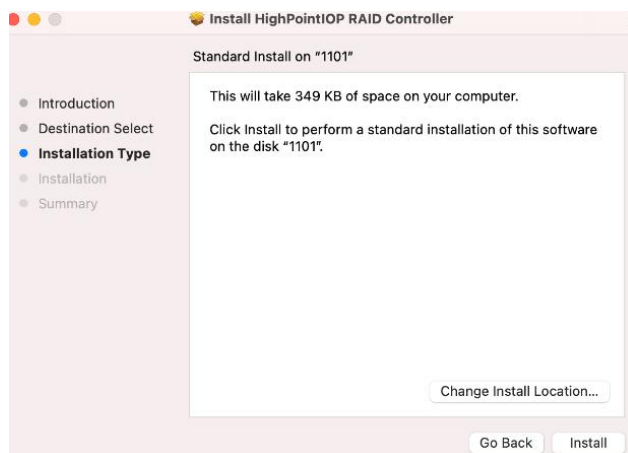 Install HighPointIOP RAID Controller
Standard Install on "1101"
Introduction
Destination Select
Installation Type
Installation
Summary
This will take 349 KB of space on your computer.
Click Install to perform a standard installation of this software
on the disk "1101".
Change Install Location...
Go Back
Install